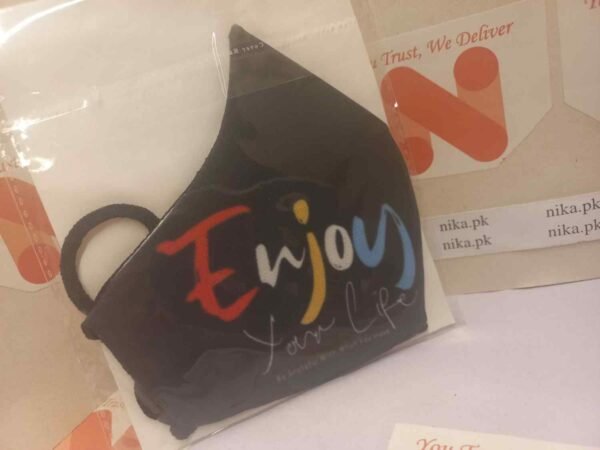 You Trust, We Deliver
N
nika.pk
nika.pk
nika.pk
nika.pk
Enjoy
Your Life